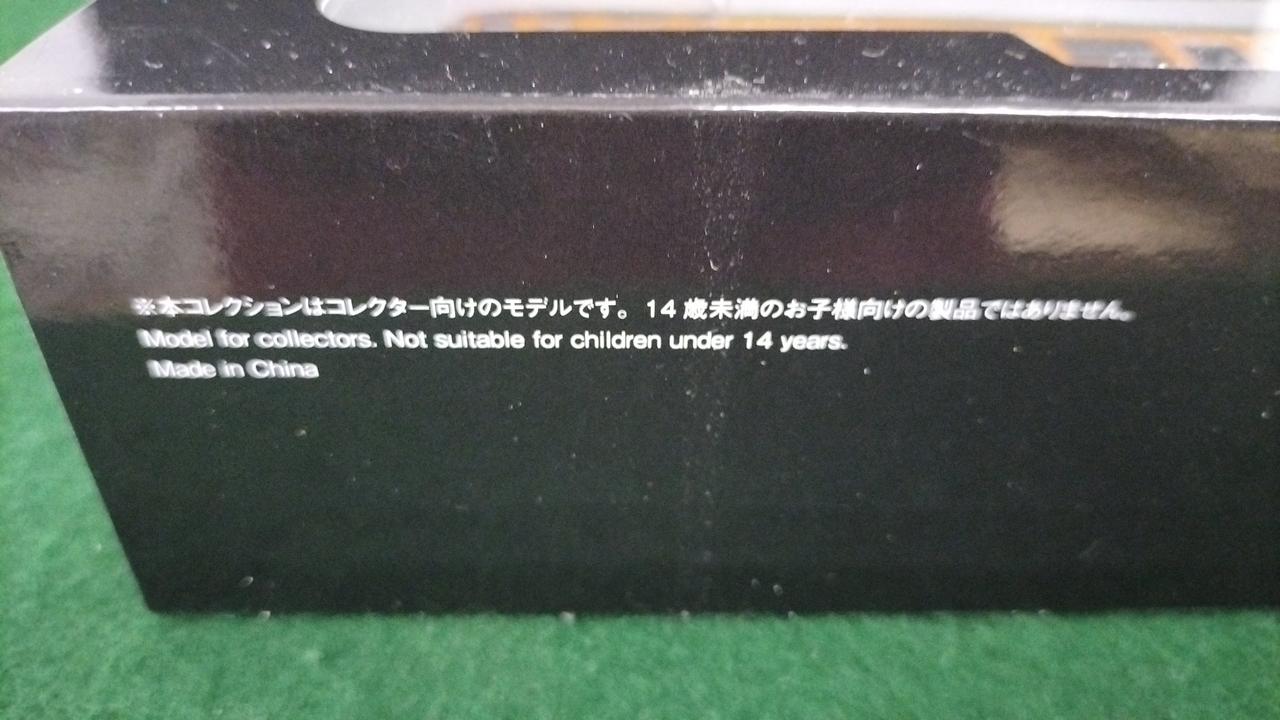 ※本コレクションはコレクター向けのモデルです。14 歳未満のお子様向けの製品ではありません。
Model for collectors. Not suitable for children under 14 years.
Made in China